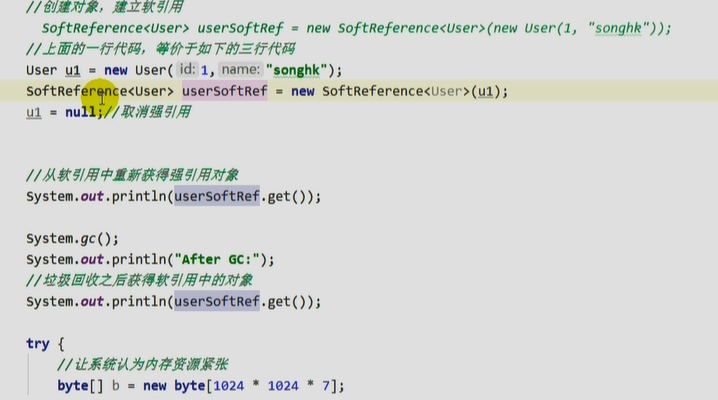 //创建对象，建立软引用
SoftReference<User> userSoftRef = new SoftReference<User>(new User(1, "songhk"));
//上面的一行代码，等价于如下的三行代码
User u1 = new User( id: 1, name: "songhk");
SoftReference<User> userSoftRef = new SoftReference<User>(u1);
u1 = null;//取消强引用
//从软引用中重新获得强引用对象
System.out.println(userSoftRef.get());
System.gc();
System.out.println("After GC:");
//垃圾回收之后获得软引用中的对象
System.out.println(userSoftRef.get());
try {
//让系统认为内存资源紧张
byte[] b = new byte[1024 * 1024 * 7];